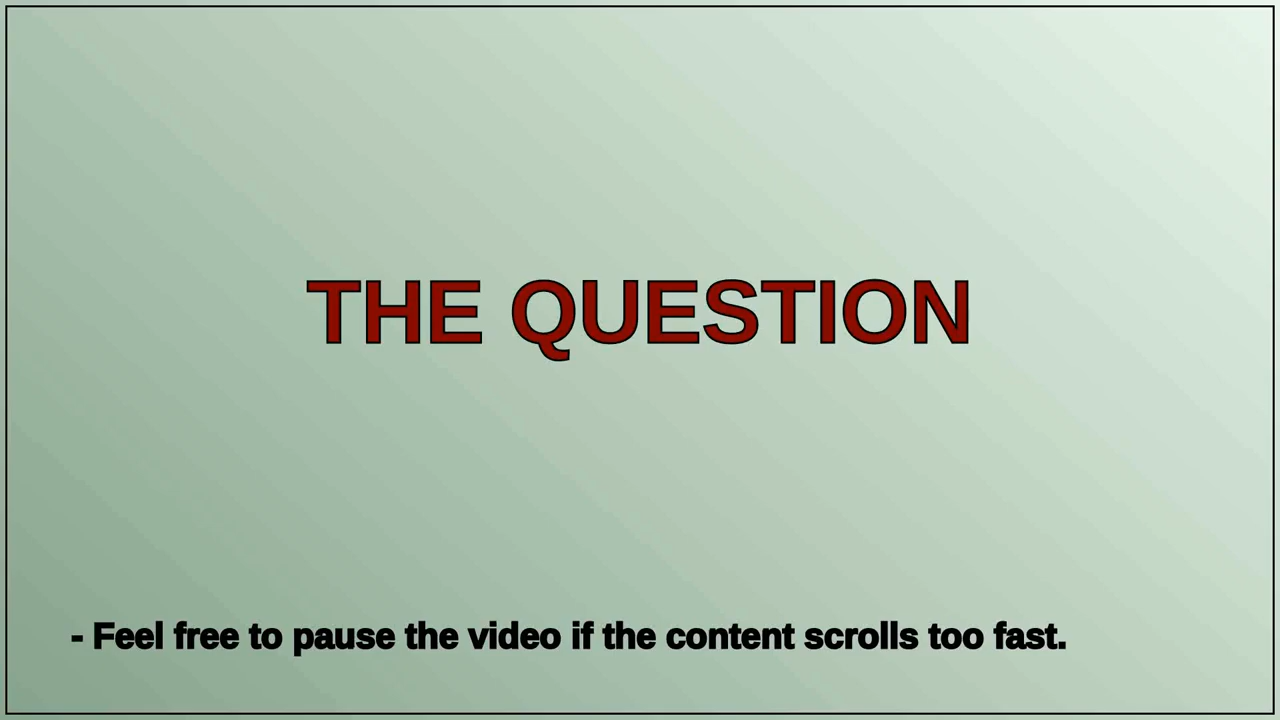 THE QUESTION
- Feel free to pause the video if the content scrolls too fast.